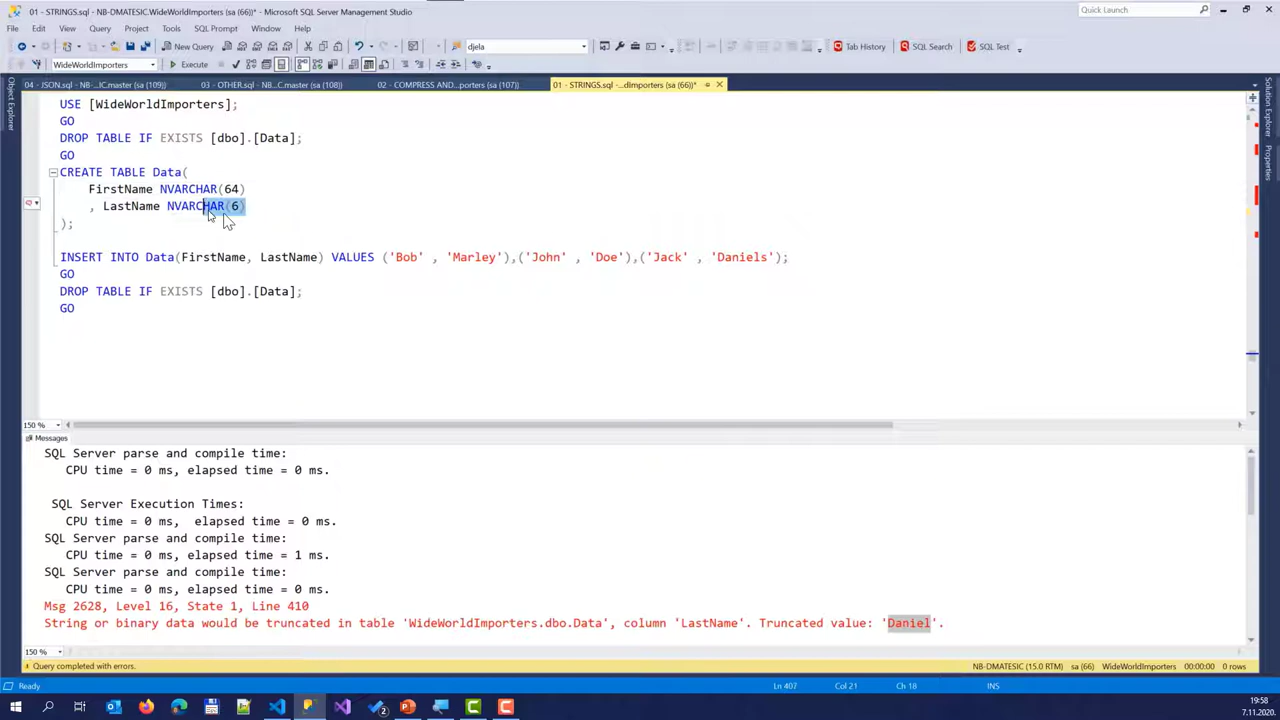 01 - STRINGS.sql - NB-DMATESIC.WideWorldImporters (sa (66))* - Microsoft SQL Server Management Studio
Quick Launch
File Edit View Query Project Tools SQL Prompt Window Help
New Query
djela
Tab History
SQL Search
SQL Test
WideWorldImporters
Execute
04 - JSON.sql - NB-...IC.master (sa (109))
03 - OTHER.sql - NB...C.master (sa (108))
02 - COMPRESS AND...porters (sa (107))
01 - STRINGS.sql -...dImporters (sa (66))*
Object Explorer
Solution Explorer
Properties
USE [WideWorldImporters];
GO
DROP TABLE IF EXISTS [dbo].[Data];
GO
CREATE TABLE Data(
FirstName NVARCHAR(64)
, LastName NVARCHAR(6)
);
INSERT INTO Data(FirstName, LastName) VALUES ('Bob' , 'Marley'),('John' , 'Doe'),('Jack' , 'Daniels');
GO
DROP TABLE IF EXISTS [dbo].[Data];
GO
150 %
Messages
SQL Server parse and compile time:
CPU time = 0 ms, elapsed time = 0 ms.
SQL Server Execution Times:
CPU time = 0 ms,  elapsed time = 0 ms.
SQL Server parse and compile time:
CPU time = 0 ms, elapsed time = 1 ms.
SQL Server parse and compile time:
CPU time = 0 ms, elapsed time = 0 ms.
Msg 2628, Level 16, State 1, Line 410
String or binary data would be truncated in table 'WideWorldImporters.dbo.Data', column 'LastName'. Truncated value: 'Daniel'.
150 %
Query completed with errors.
NB-DMATESIC (15.0 RTM)
sa (66)
WideWorldImporters
00:00:00
0 rows
Ready
Ln 407
Col 21
Ch 18
INS
19:58
7.11.2020.